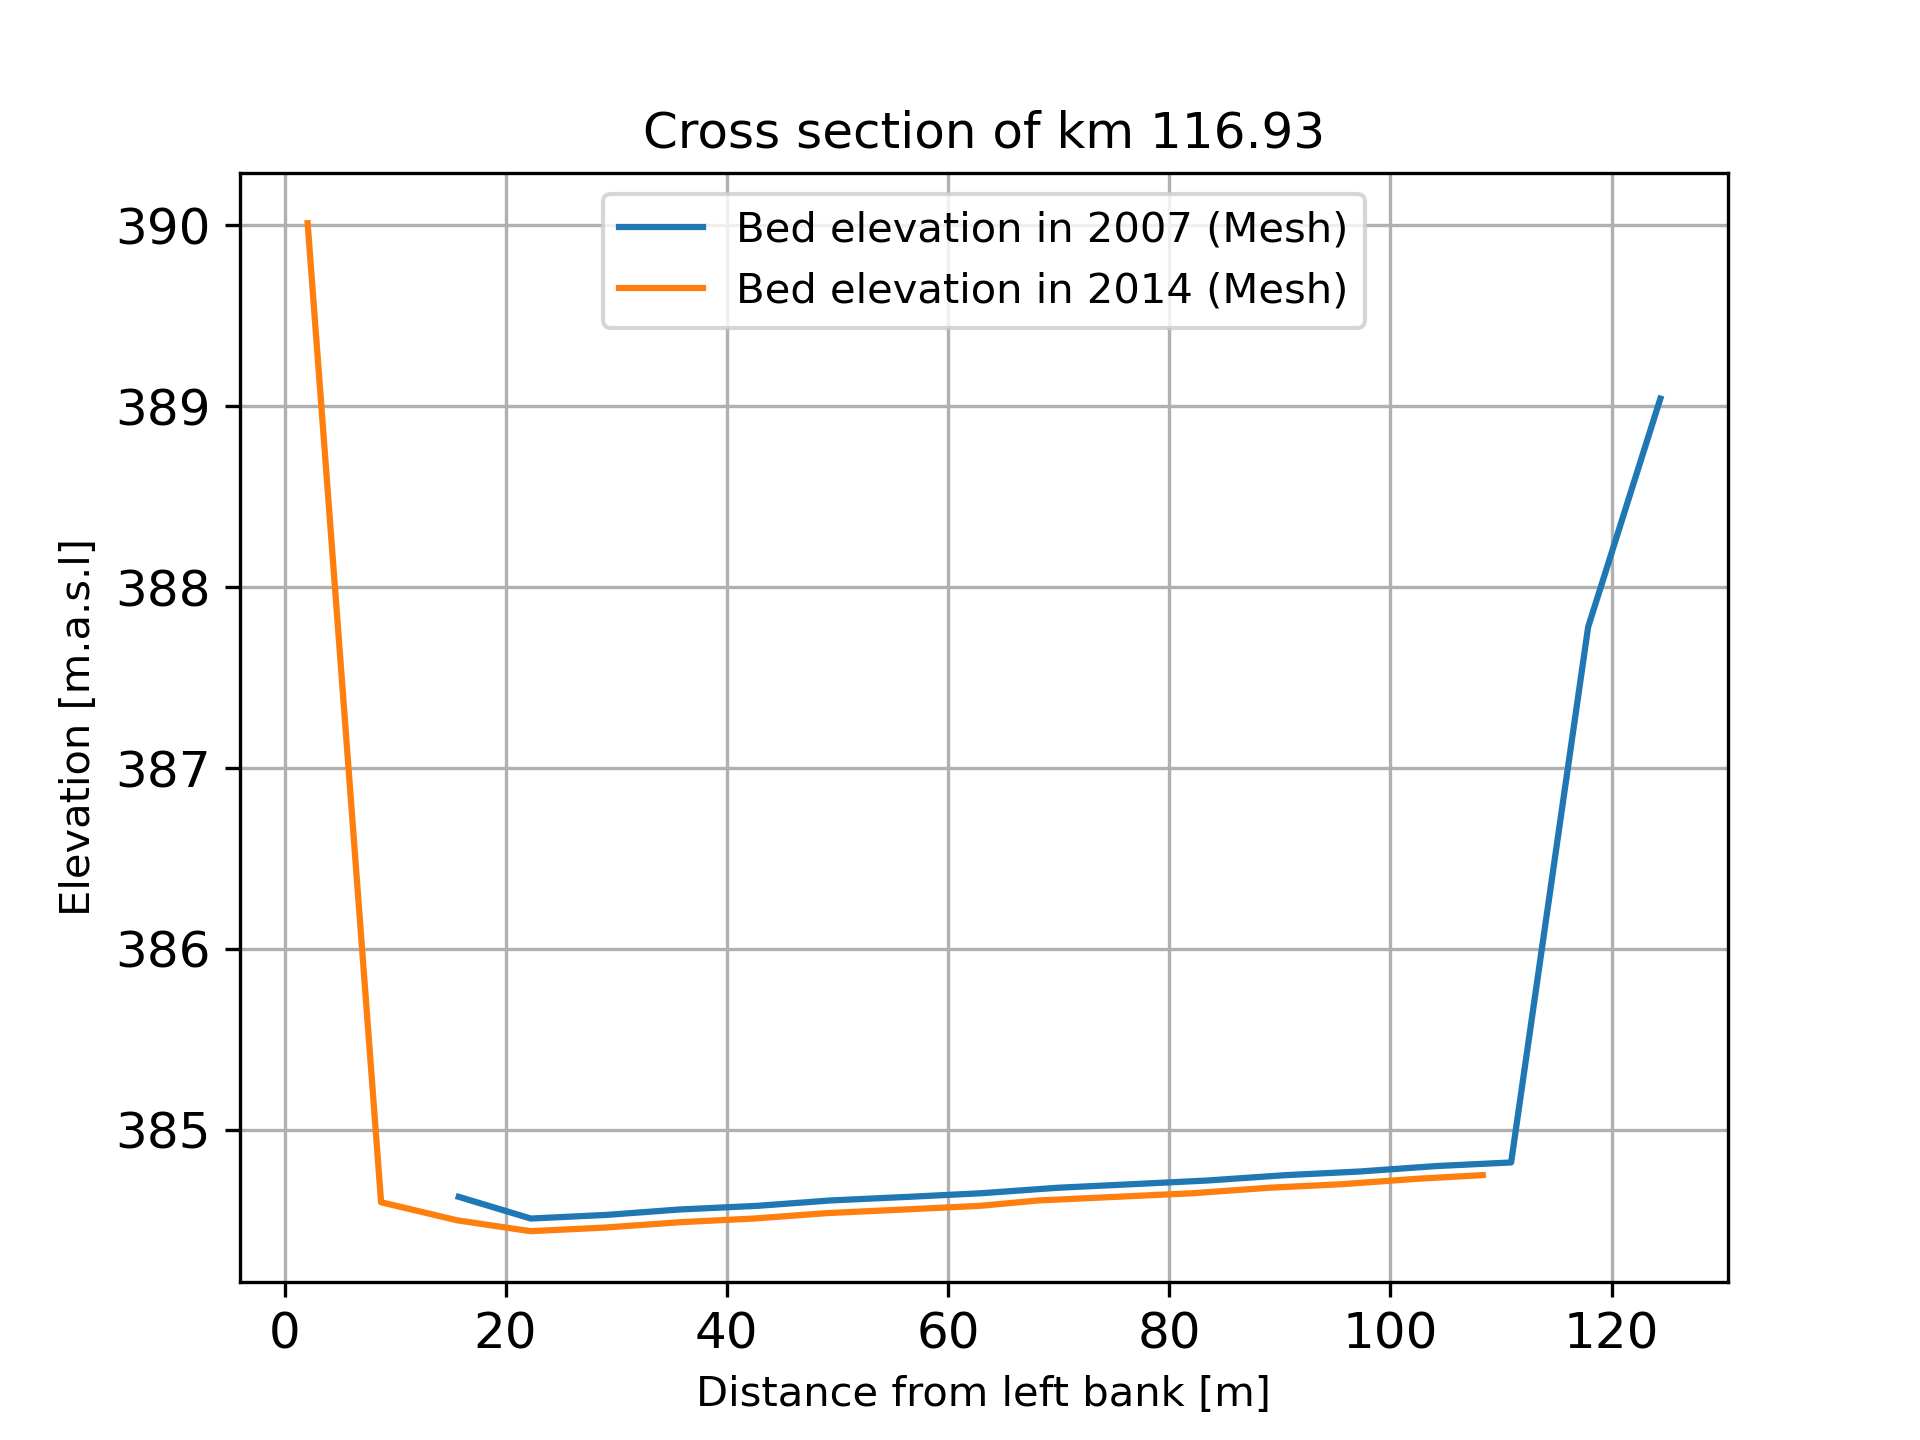 Cross section of km 116.93
Bed elevation in 2007 (Mesh)
Bed elevation in 2014 (Mesh)
390
389
388
387
386
385
Elevation [m.a.s.l]
0 20 40 60 80 100 120
Distance from left bank [m]